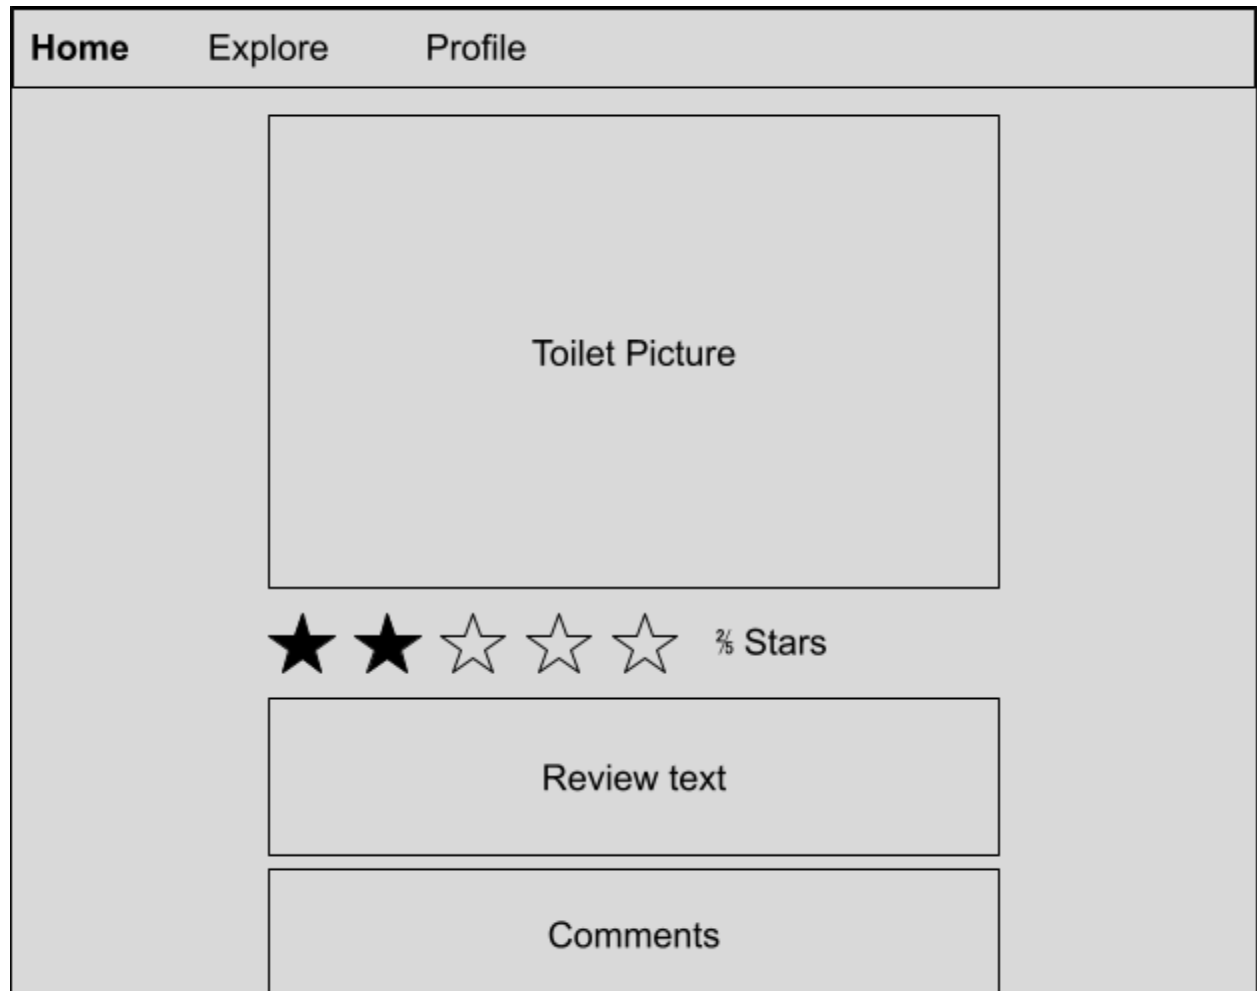 Home Explore Profile
Toilet Picture
⅖ Stars
Review text
Comments